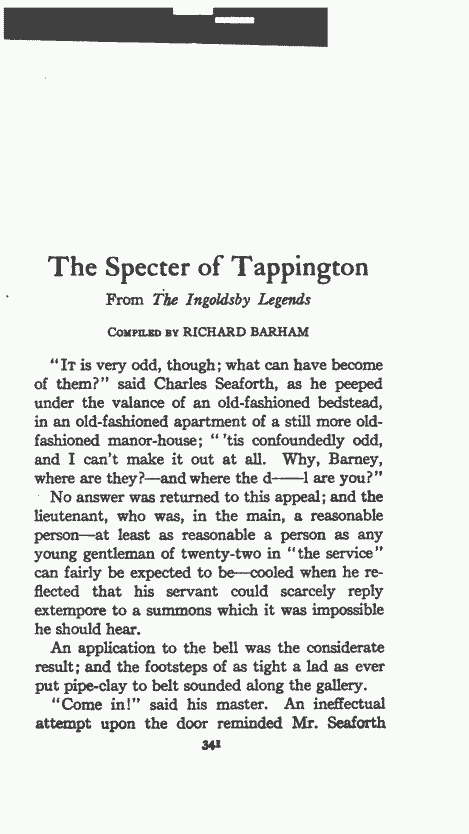 The Specter of Tappington
From The Ingoldsby Legends
COMPILED BY RICHARD BARHAM
"IT is very odd, though; what can have become
of them?" said Charles Seaforth, as he peeped
under the valance of an old-fashioned bedstead,
in an old-fashioned apartment of a still more old-
fashioned manor-house; "'tis confoundedly odd,
and I can't make it out at all. Why, Barney,
where are they?—and where the d——l are you?"
No answer was returned to this appeal; and the
lieutenant, who was, in the main, a reasonable
person—at least as reasonable a person as any
young gentleman of twenty-two in "the service"
can fairly be expected to be—cooled when he re-
flected that his servant could scarcely reply
extempore to a summons which it was impossible
he should hear.
An application to the bell was the considerate
result; and the footsteps of as tight a lad as ever
put pipe-clay to belt sounded along the gallery.
"Come in!" said his master. An ineffectual
attempt upon the door reminded Mr. Seaforth
341